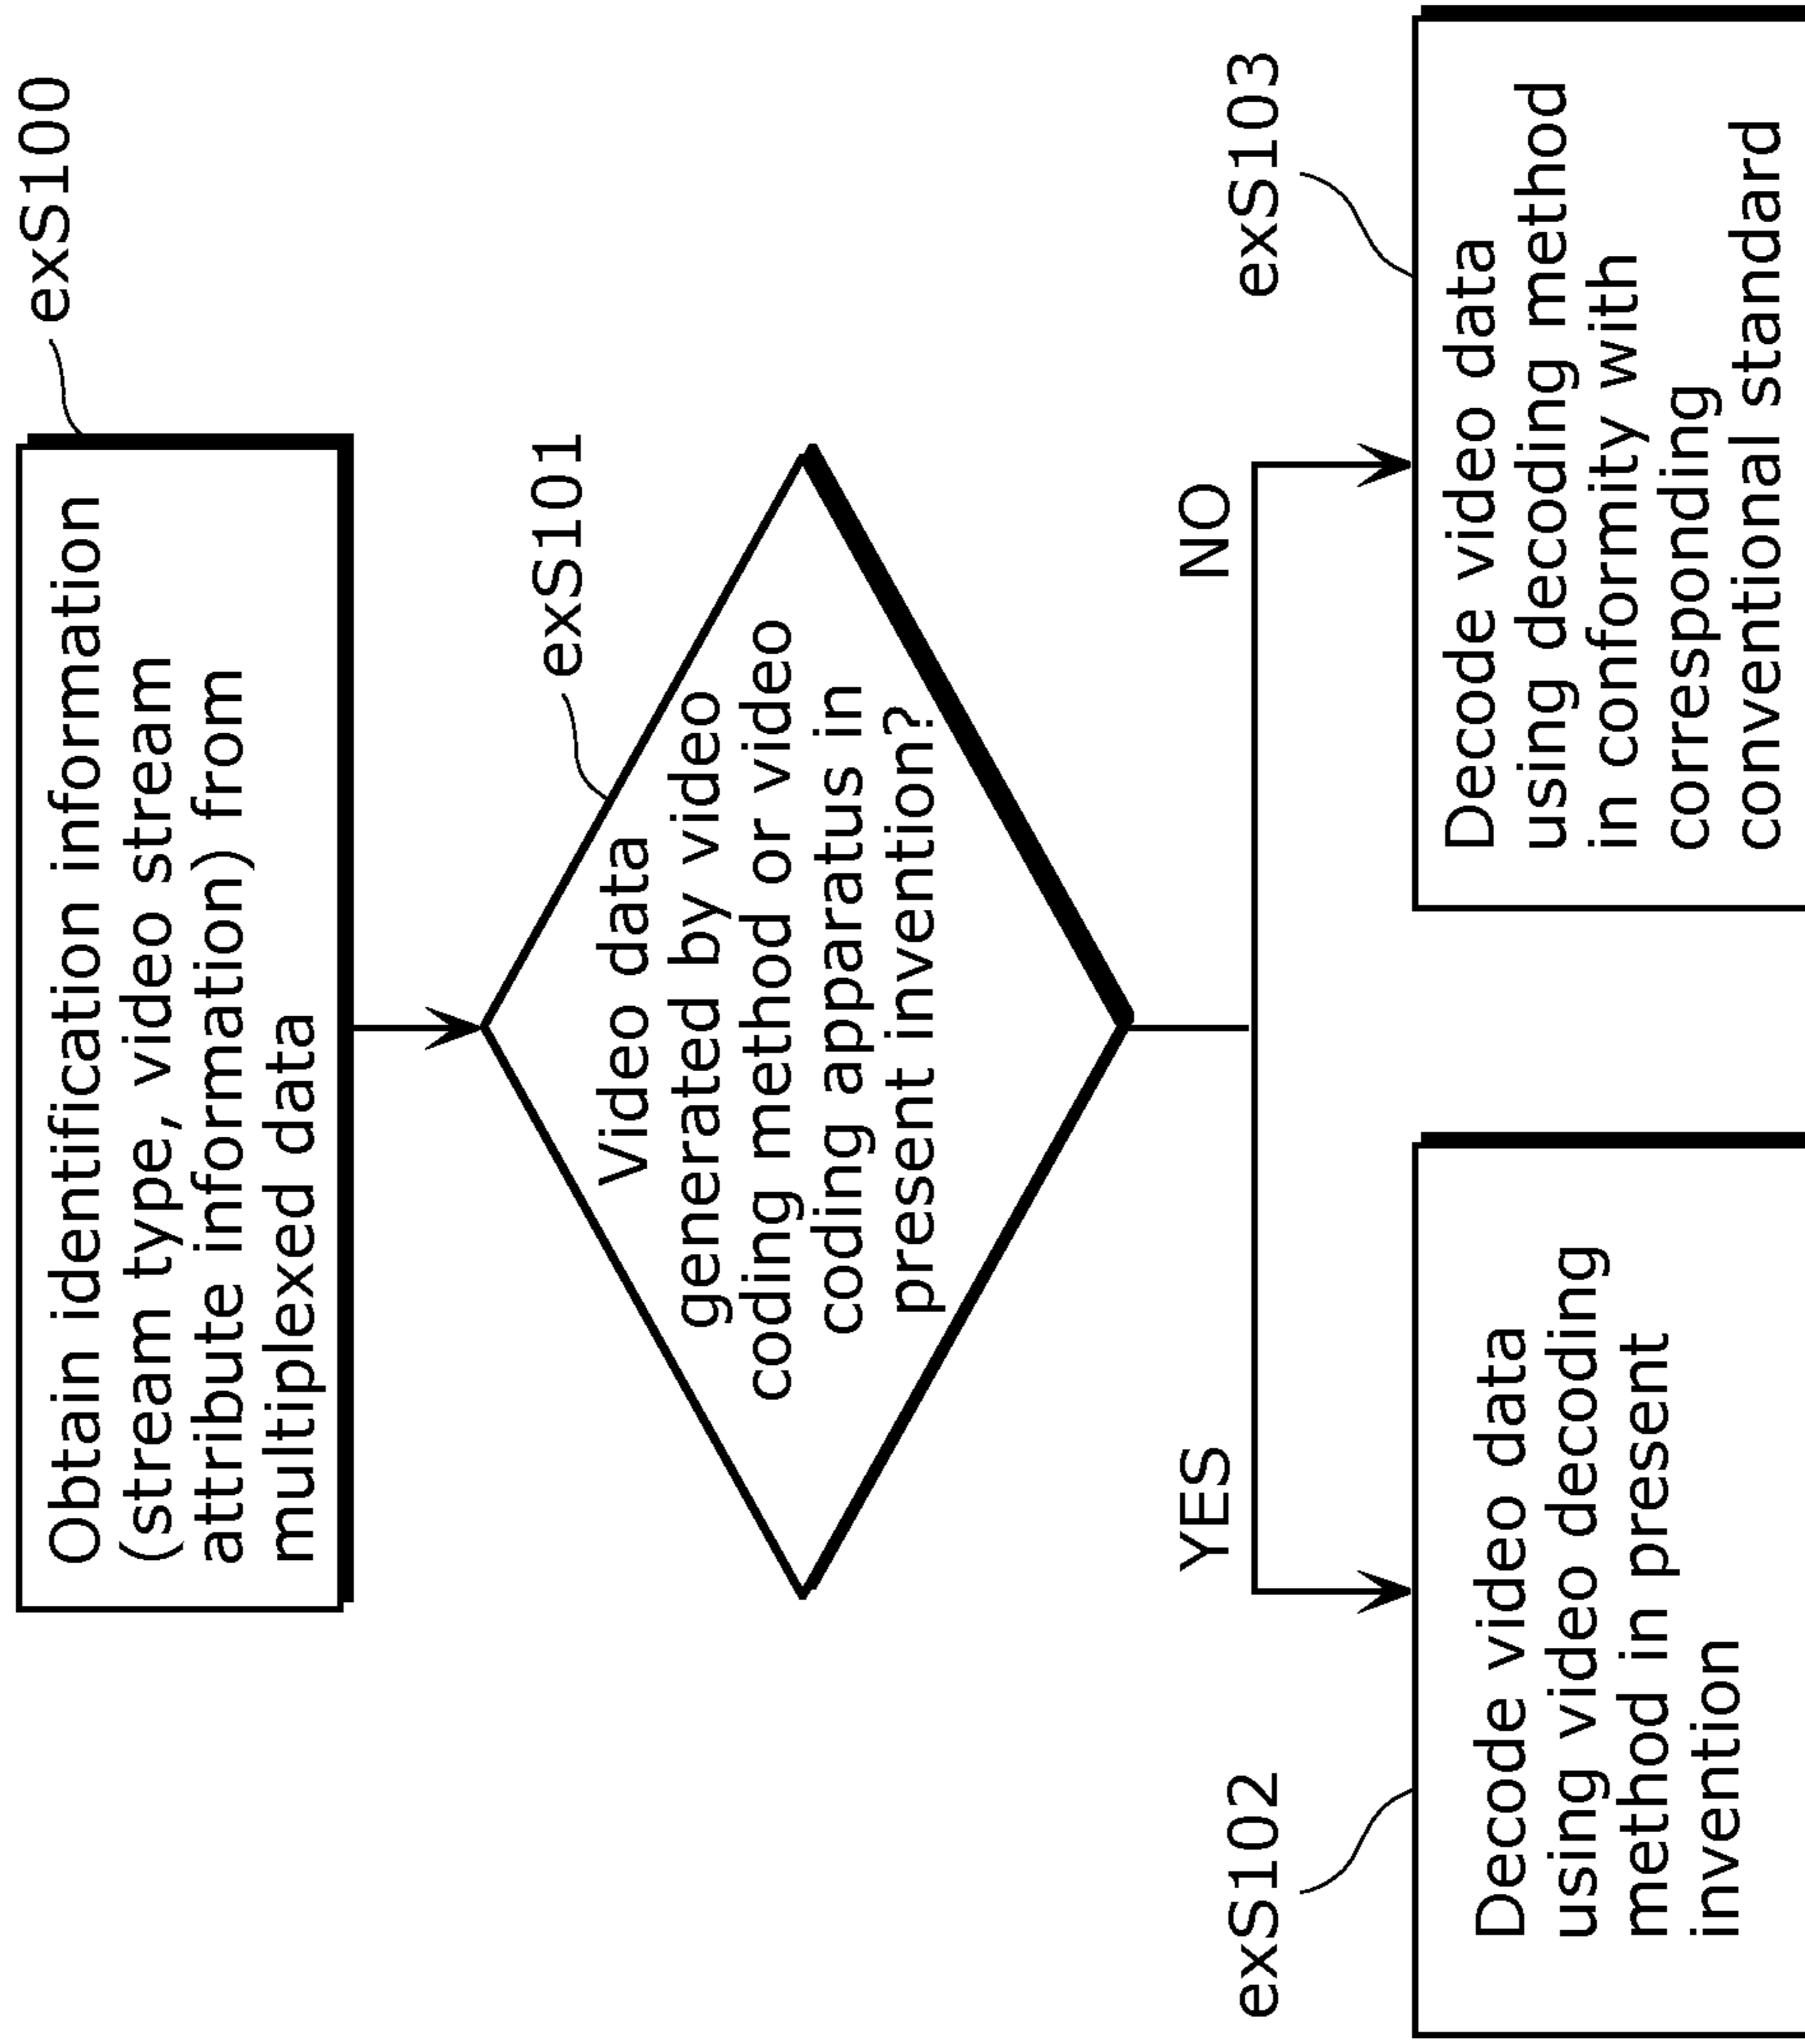 exS100
Obtain identification information
(stream type, video stream
attribute information) from
multiplexed data
exS101
Video data
generated by video
coding method or video
coding apparatus in
present invention?
YES
NO
exS102
Decode video data
using video decoding
method in present
invention
exS103
Decode video data
using decoding method
in conformity with
corresponding
conventional standard